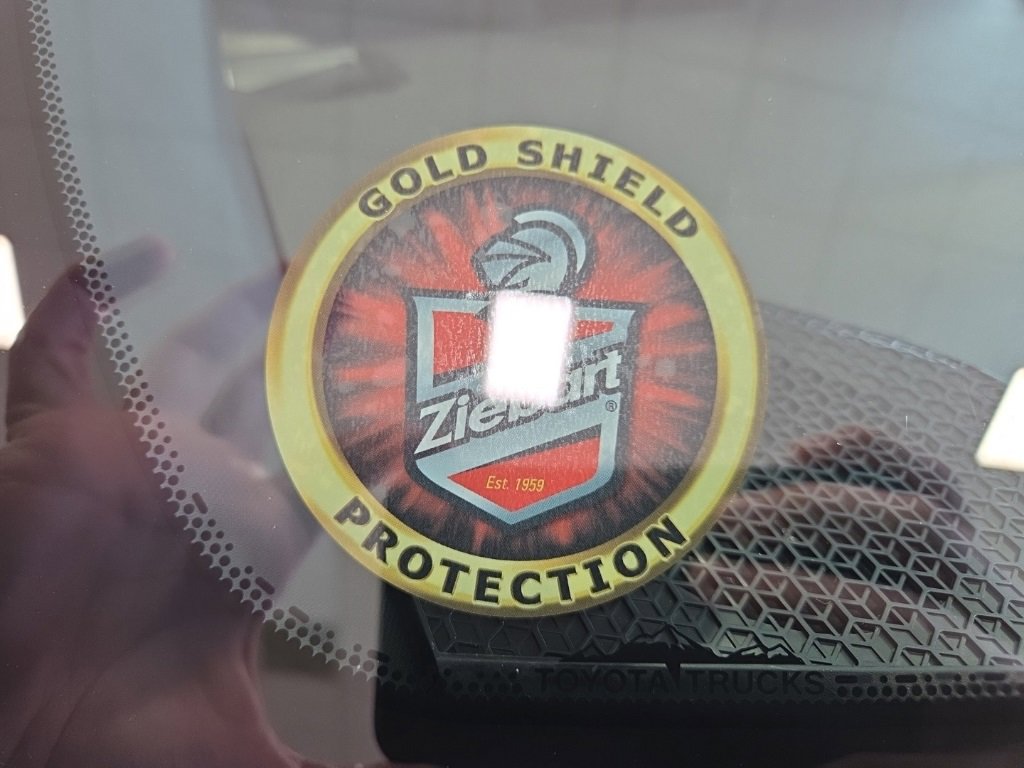 GOLD SHIELD
Ziebart®
Est. 1959
PROTECTION
TOYOTA TRUCKS